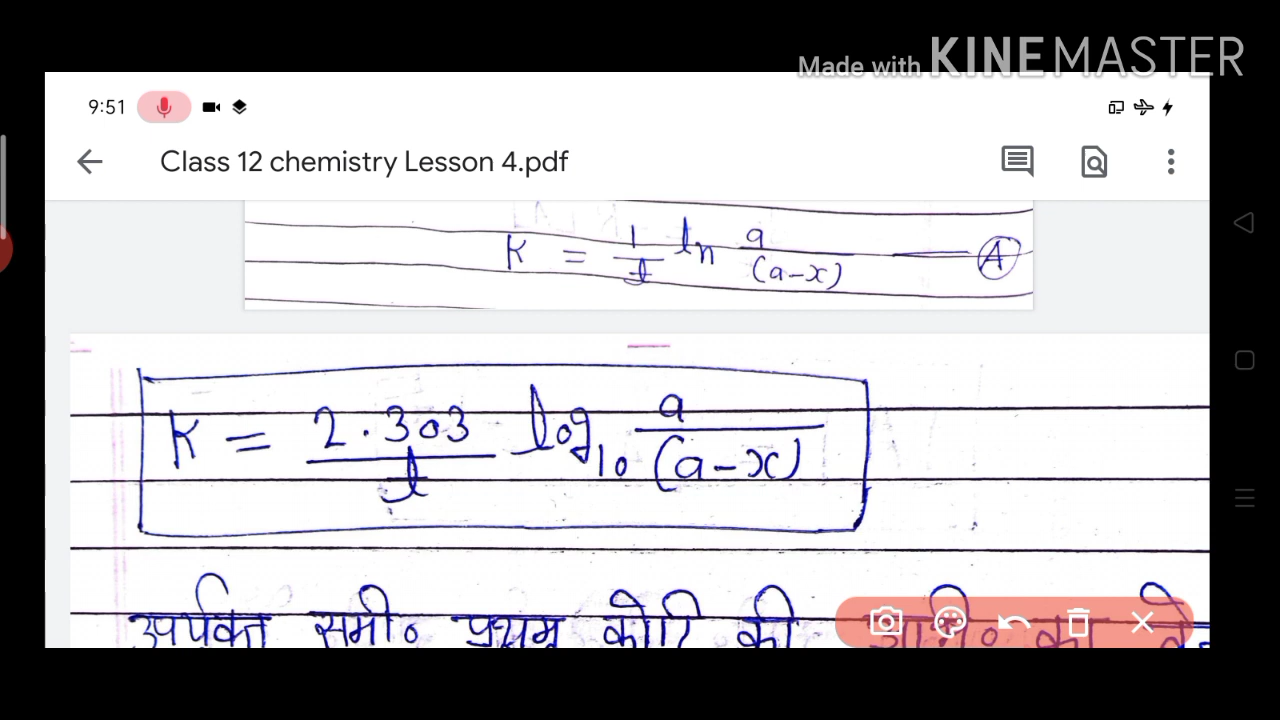 Made with KINEMASTER
9:51
Class 12 chemistry Lesson 4.pdf
K = 1/t ln a/(a-x) — A
K = 2.303/t log₁₀ a/(a-x)
उपर्युक्त समी० प्रथम कोटि की